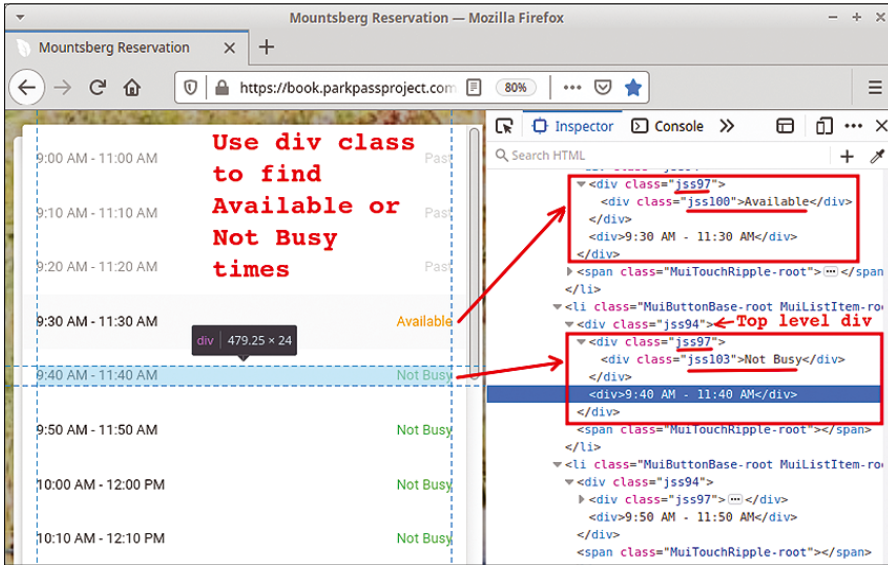 Mountsberg Reservation — Mozilla Firefox
Mountsberg Reservation
https://book.parkpassproject.com
80%
Use div class
to find
Available or
Not Busy
times
9:00 AM - 11:00 AM Past
9:10 AM - 11:10 AM Past
9:20 AM - 11:20 AM Past
9:30 AM - 11:30 AM Available
div 479.25 × 24
9:40 AM - 11:40 AM Not Busy
9:50 AM - 11:50 AM Not Busy
10:00 AM - 12:00 PM Not Busy
10:10 AM - 12:10 PM Not Busy
Inspector Console
Search HTML
<div class="jss97">
<div class="jss100">Available</div>
</div>
<div>9:30 AM - 11:30 AM</div>
</div>
<span class="MuiTouchRipple-root"></span
</li>
<li class="MuiButtonBase-root MuiListItem-ro
<div class="jss94"> Top level div
<div class="jss97">
<div class="jss103">Not Busy</div>
</div>
<div>9:40 AM - 11:40 AM</div>
</div>
<span class="MuiTouchRipple-root"></span>
</li>
<li class="MuiButtonBase-root MuiListItem-ro
<div class="jss94">
<div class="jss97"></div>
<div>9:50 AM - 11:50 AM</div>
</div>
<span class="MuiTouchRipple-root"></span>